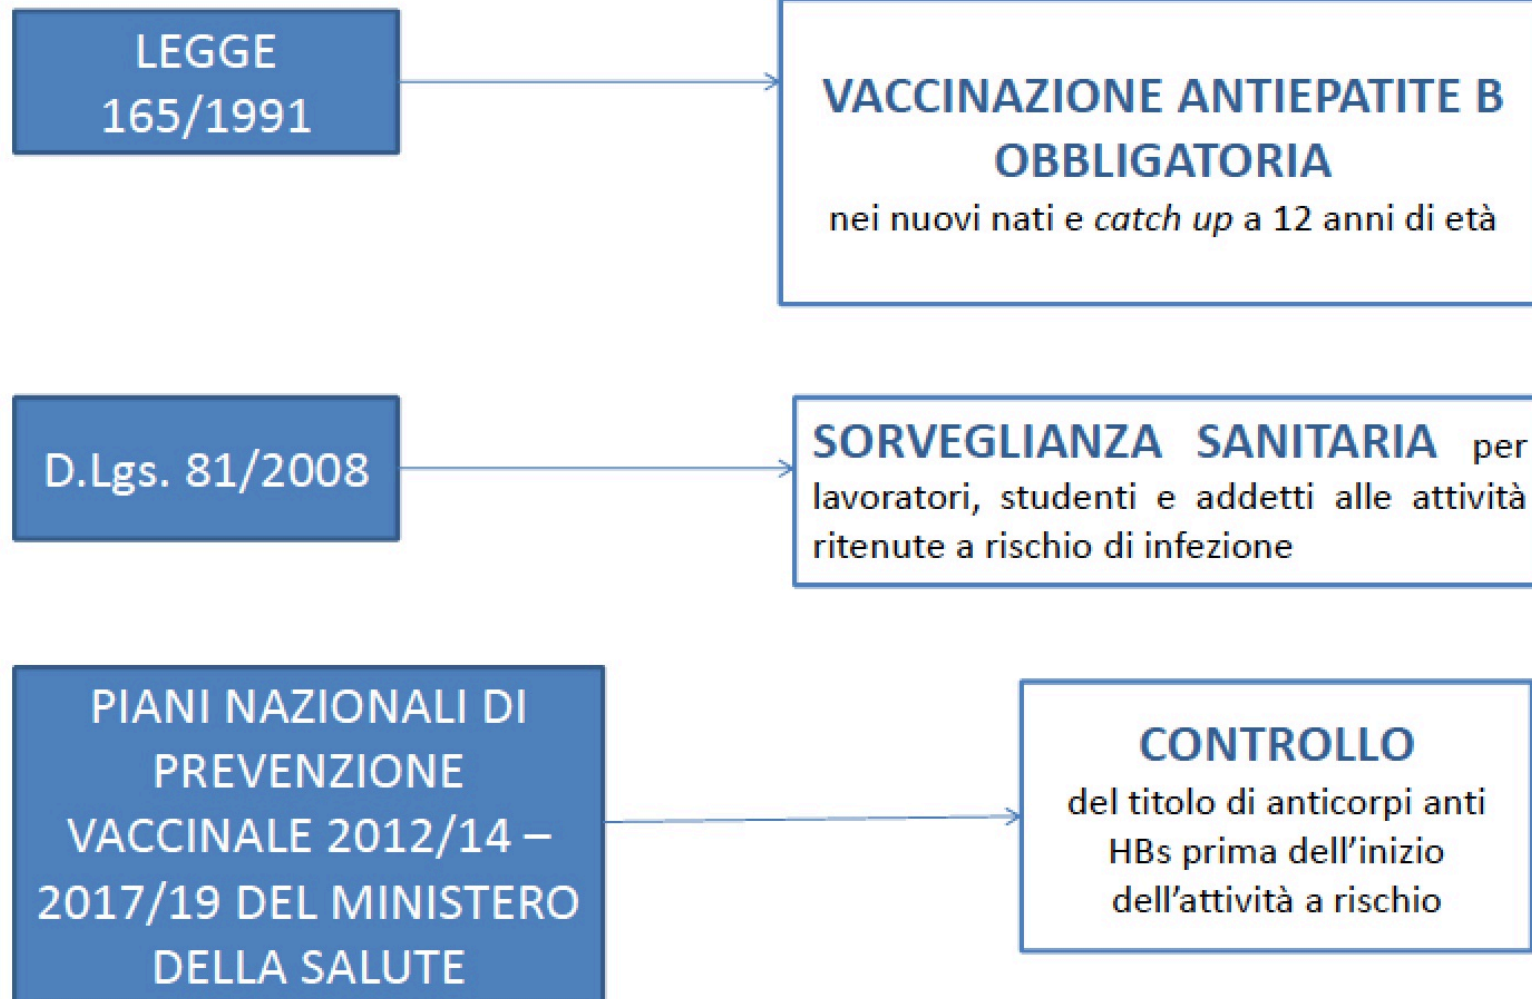 LEGGE
165/1991
VACCINAZIONE ANTIEPATITE B
OBBLIGATORIA
nei nuovi nati e catch up a 12 anni di età
D.Lgs. 81/2008
SORVEGLIANZA SANITARIA per
lavoratori, studenti e addetti alle attività
ritenute a rischio di infezione
PIANI NAZIONALI DI
PREVENZIONE
VACCINALE 2012/14 –
2017/19 DEL MINISTERO
DELLA SALUTE
CONTROLLO
del titolo di anticorpi anti
HBs prima dell’inizio
dell’attività a rischio